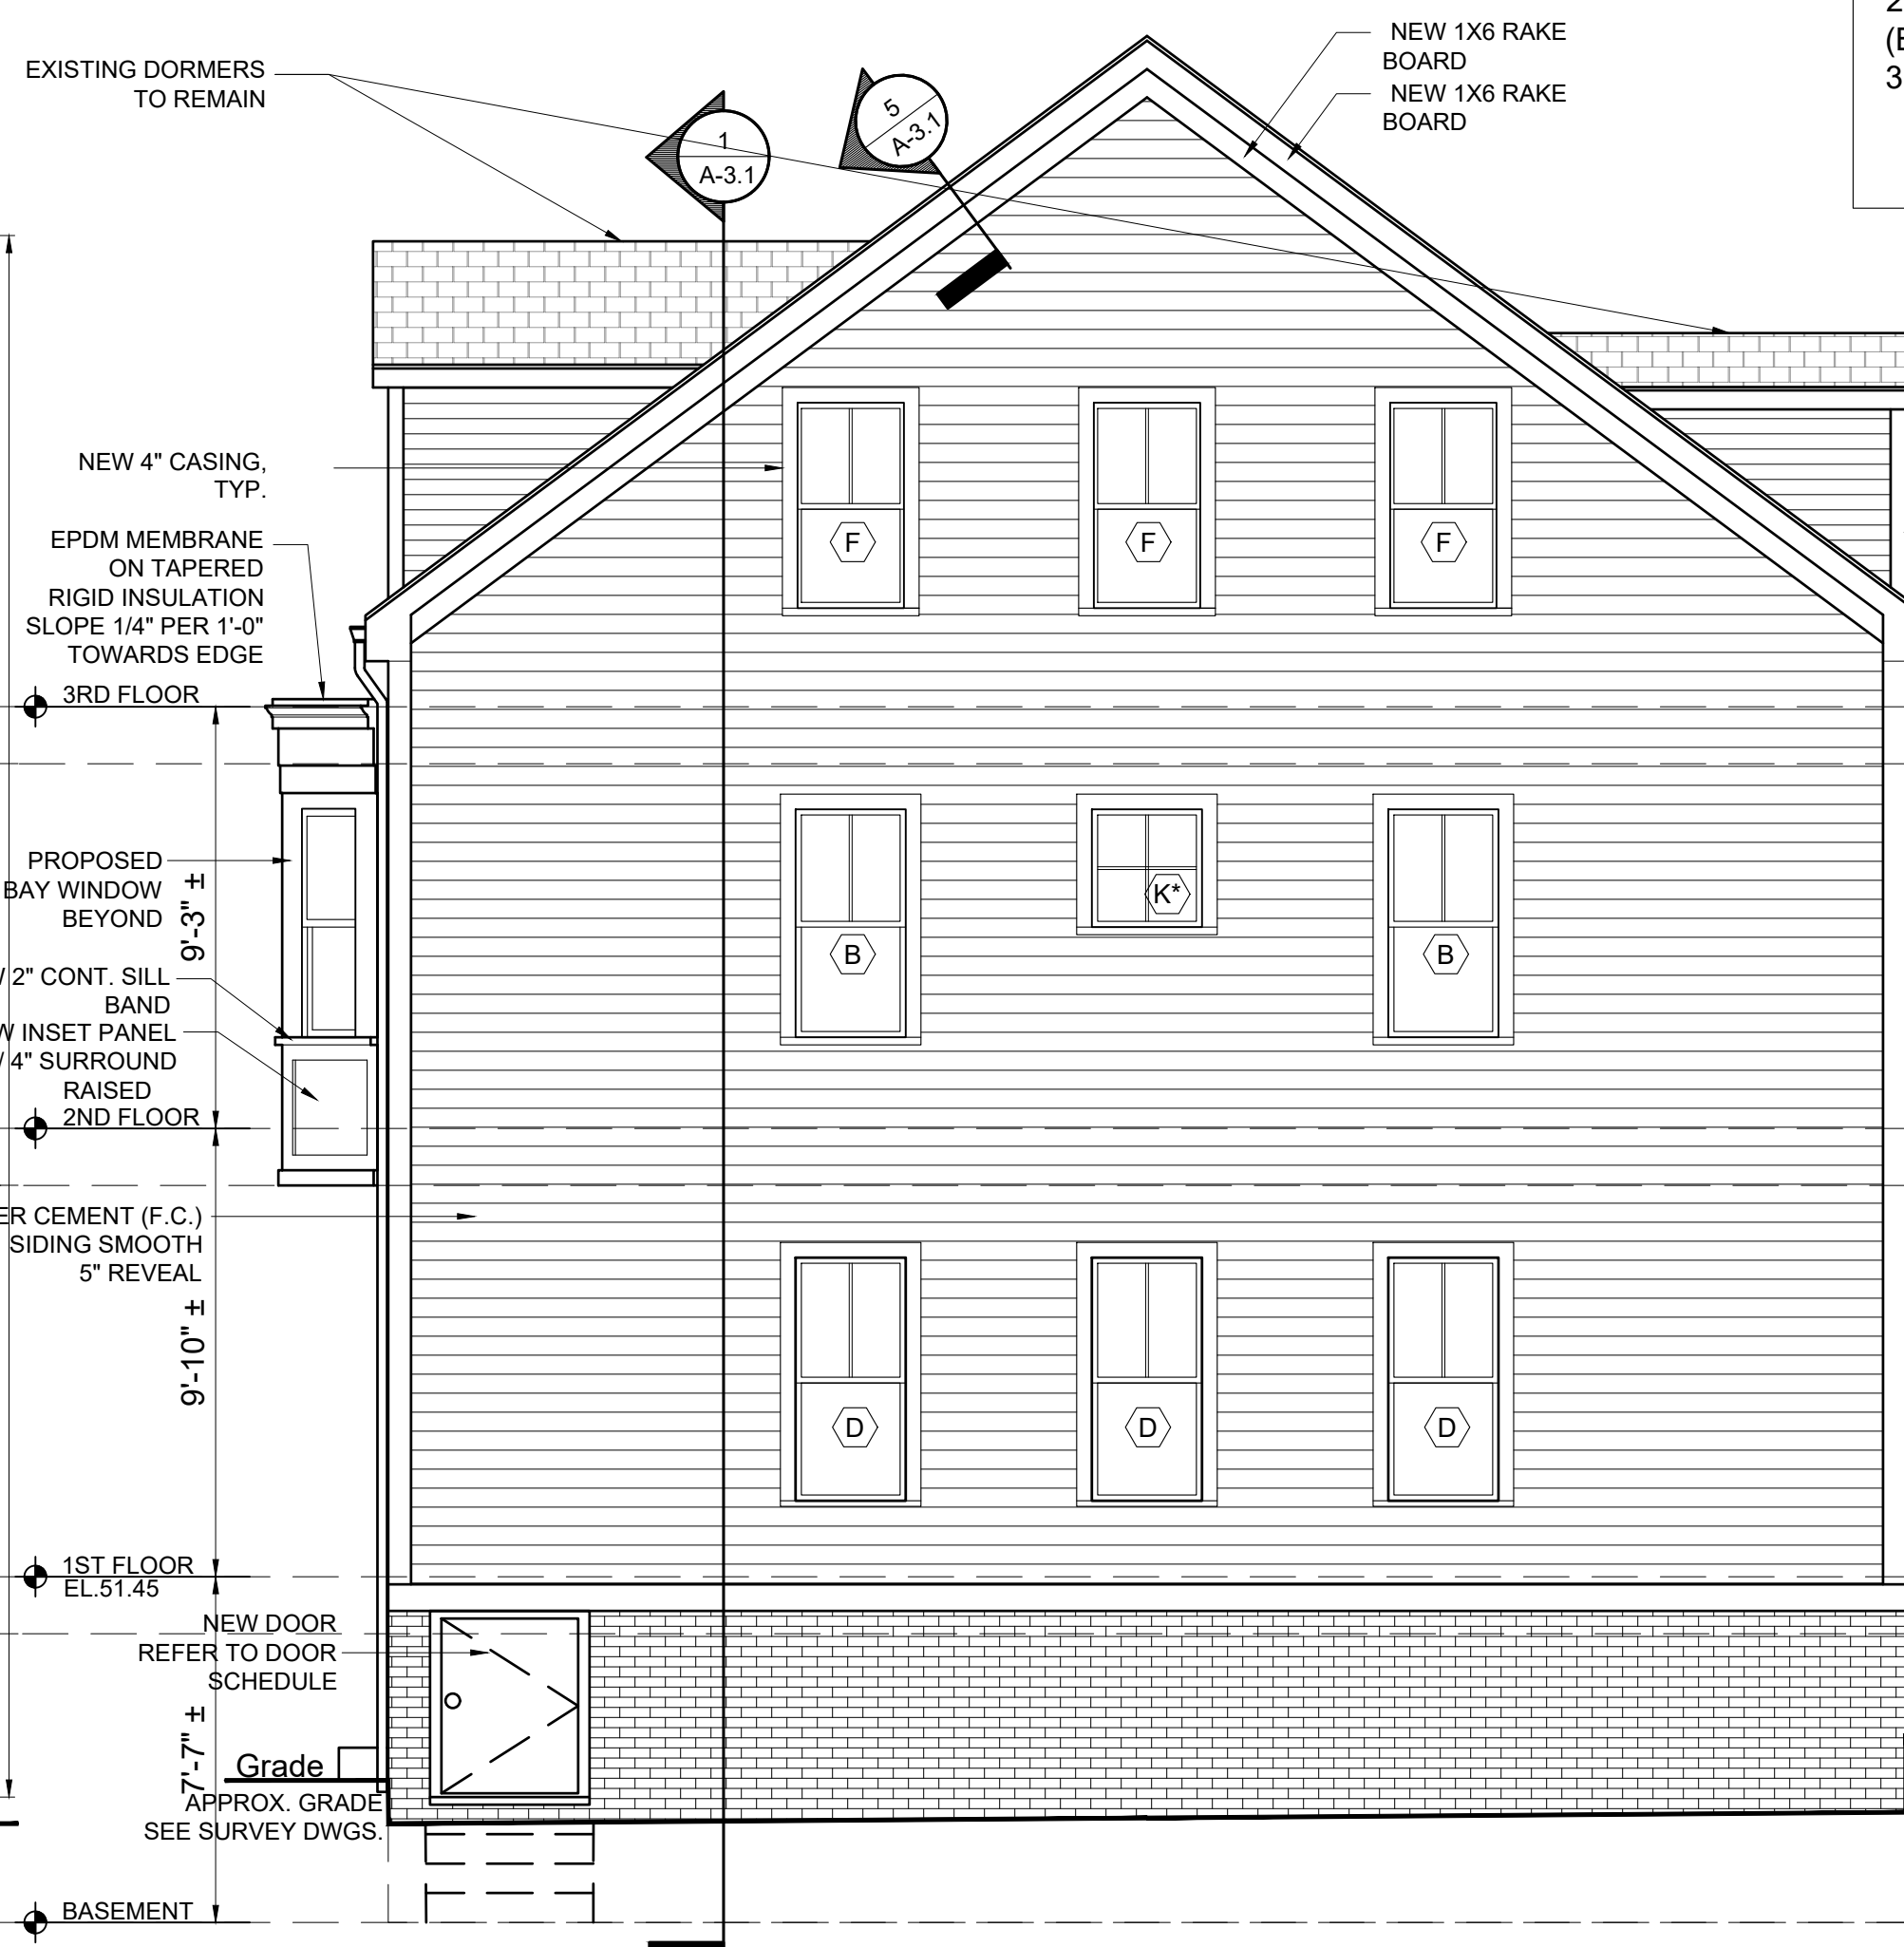 2
(E
3
NEW 1X6 RAKE
BOARD
NEW 1X6 RAKE
BOARD
EXISTING DORMERS
TO REMAIN
1
A-3.1
5
A-3.1
NEW 4" CASING,
TYP.
F
F
F
EPDM MEMBRANE
ON TAPERED
RIGID INSULATION
SLOPE 1/4" PER 1'-0"
TOWARDS EDGE
3RD FLOOR
PROPOSED
BAY WINDOW
BEYOND
9'-3" ±
B
K*
B
2" CONT. SILL
BAND
INSET PANEL
4" SURROUND
RAISED
2ND FLOOR
ER CEMENT (F.C.)
SIDING SMOOTH
5" REVEAL
9'-10" ±
D
D
D
1ST FLOOR
EL.51.45
NEW DOOR
REFER TO DOOR
SCHEDULE
7'-7" ±
Grade
APPROX. GRADE
SEE SURVEY DWGS.
BASEMENT